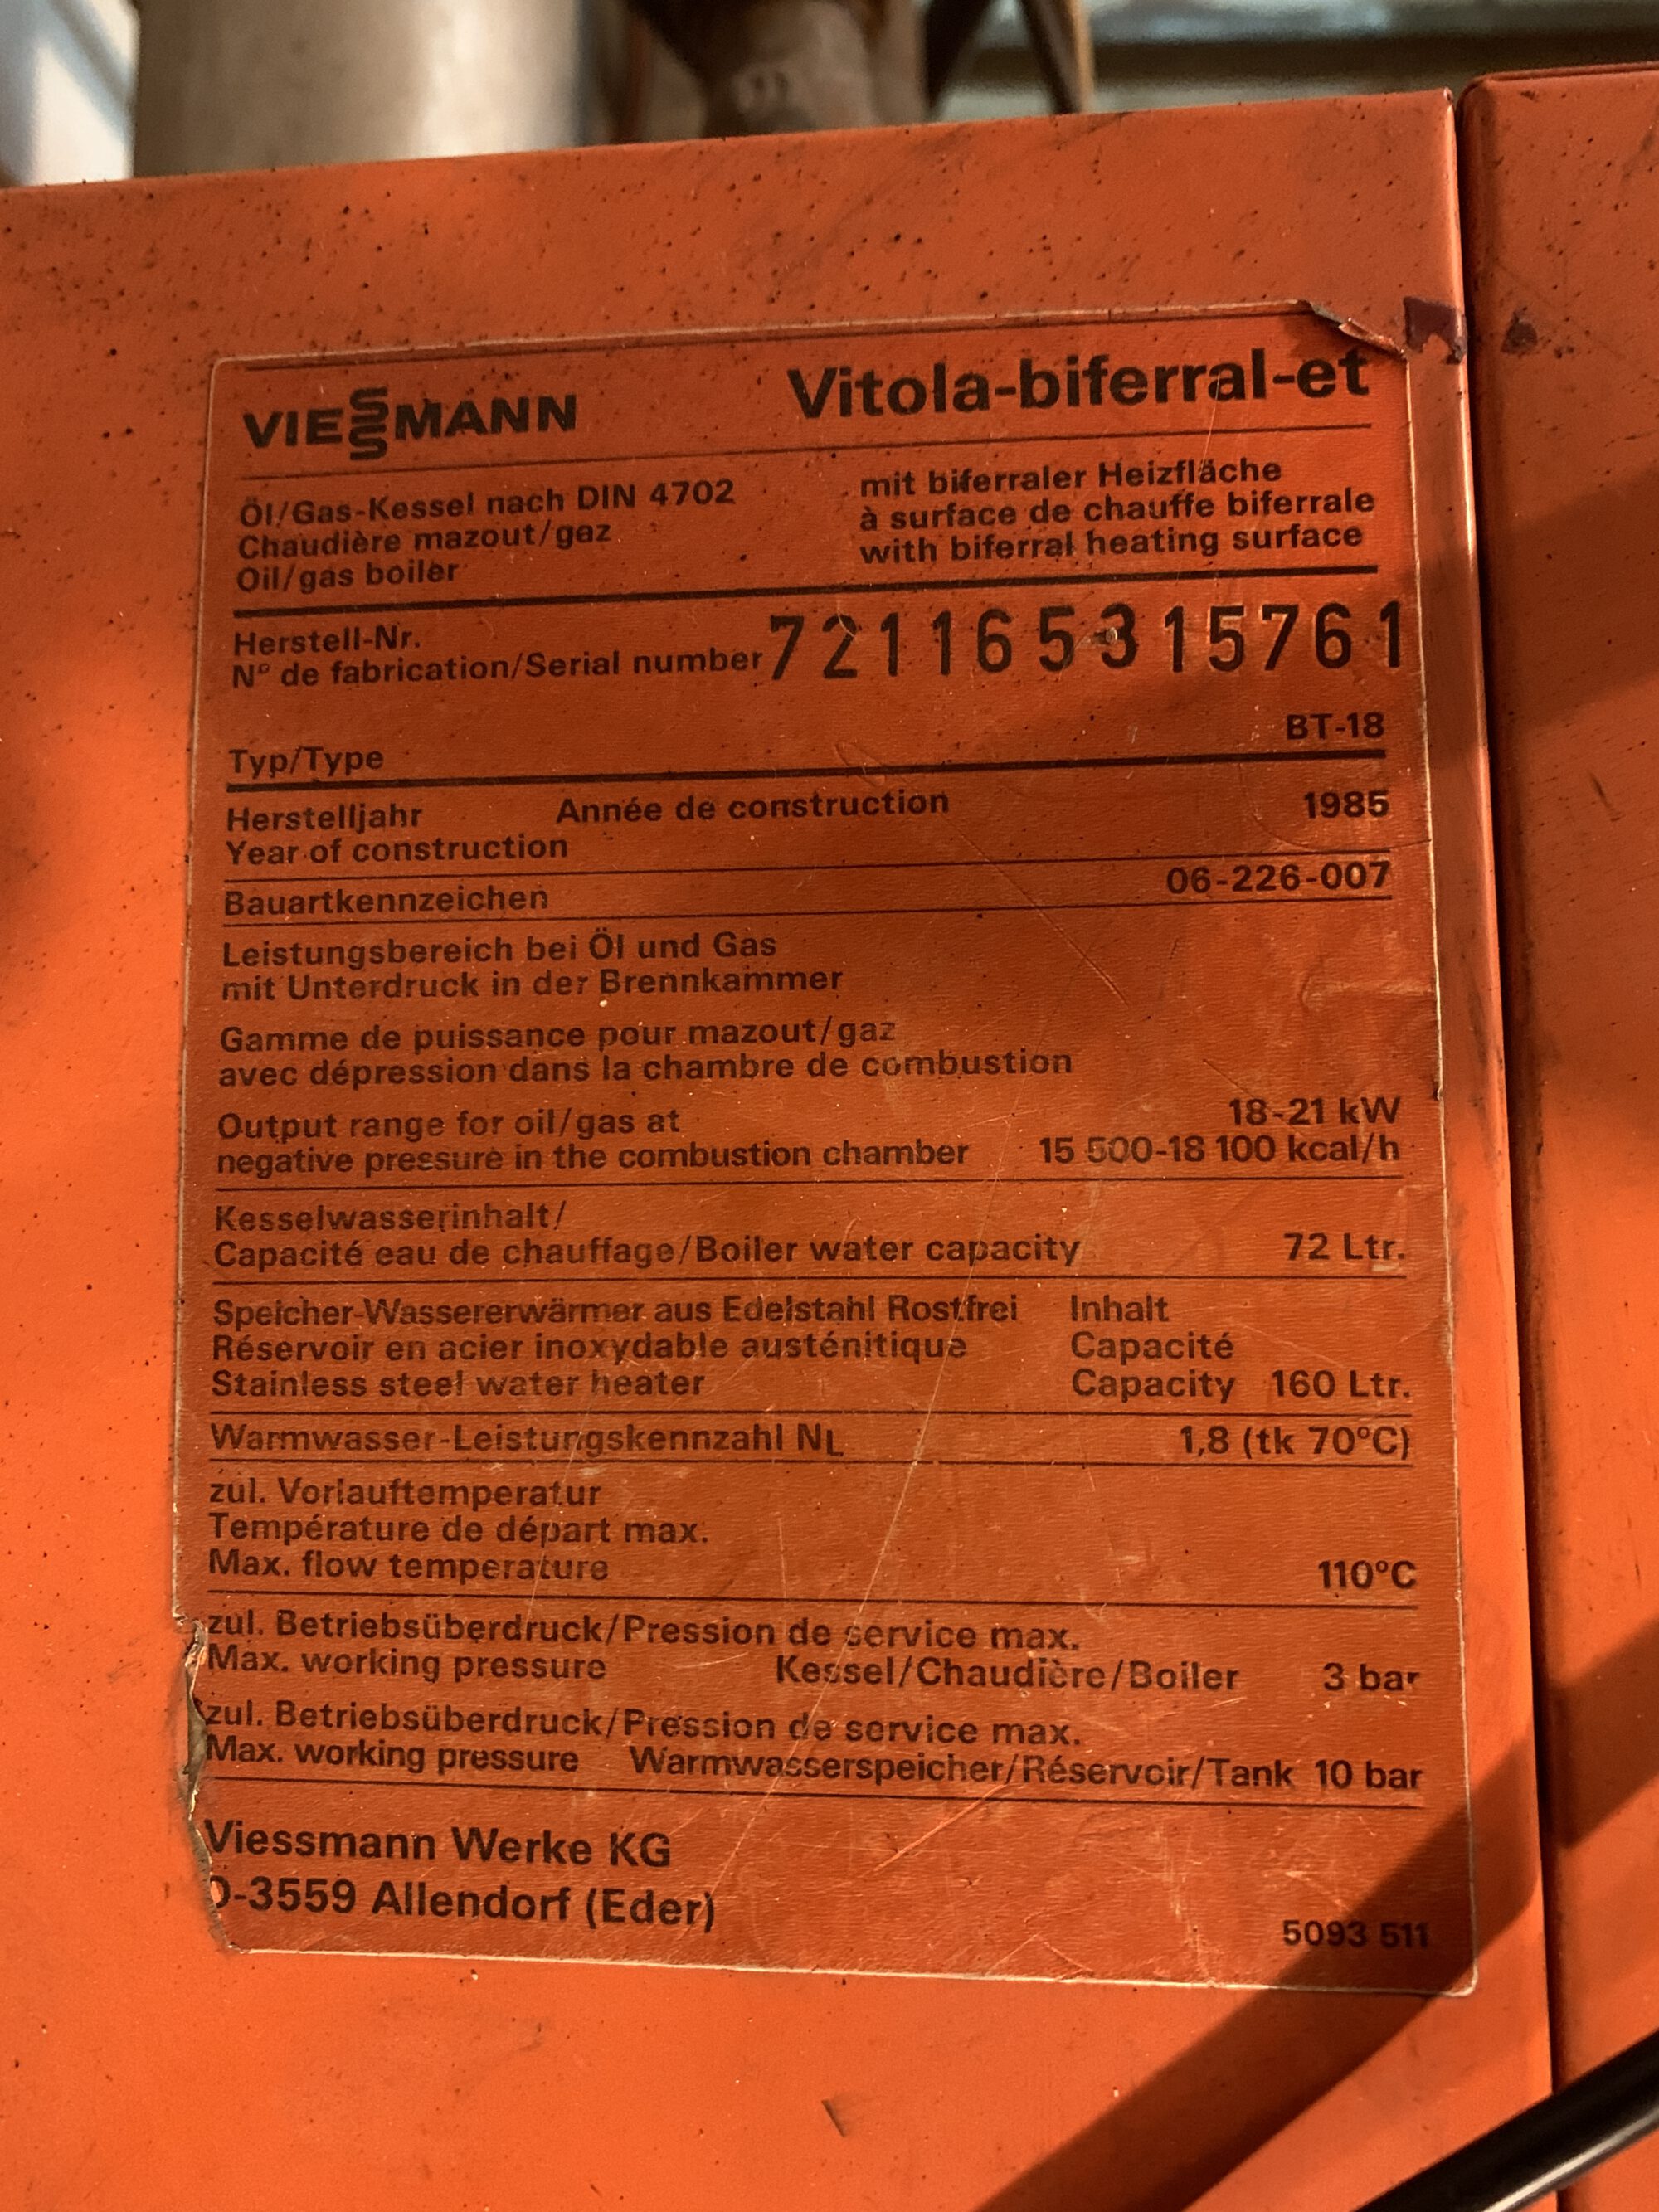 VIESSMANN Vitola-biferral-et
Öl/Gas-Kessel nach DIN 4702
Chaudière mazout/gaz
Oil/gas boiler
mit biferraler Heizfläche
à surface de chauffe biferrale
with biferral heating surface
Herstell-Nr.
N° de fabrication/Serial number 721165315761
Typ/Type BT-18
Herstelljahr Année de construction 1985
Year of construction
Bauartkennzeichen 06-226-007
Leistungsbereich bei Öl und Gas
mit Unterdruck in der Brennkammer
Gamme de puissance pour mazout/gaz
avec dépression dans la chambre de combustion
Output range for oil/gas at 18-21 kW
negative pressure in the combustion chamber 15 500-18 100 kcal/h
Kesselwasserinhalt/
Capacité eau de chauffage/Boiler water capacity 72 Ltr.
Speicher-Wassererwärmer aus Edelstahl Rostfrei Inhalt
Réservoir en acier inoxydable austénitique Capacité
Stainless steel water heater Capacity 160 Ltr.
Warmwasser-Leistungskennzahl NL 1,8 (tk 70°C)
zul. Vorlauftemperatur
Température de départ max.
Max. flow temperature 110°C
zul. Betriebsüberdruck/Pression de service max.
Max. working pressure Kessel/Chaudière/Boiler 3 bar
zul. Betriebsüberdruck/Pression de service max.
Max. working pressure Warmwasserspeicher/Réservoir/Tank 10 bar
Viessmann Werke KG
D-3559 Allendorf (Eder)
5093 511